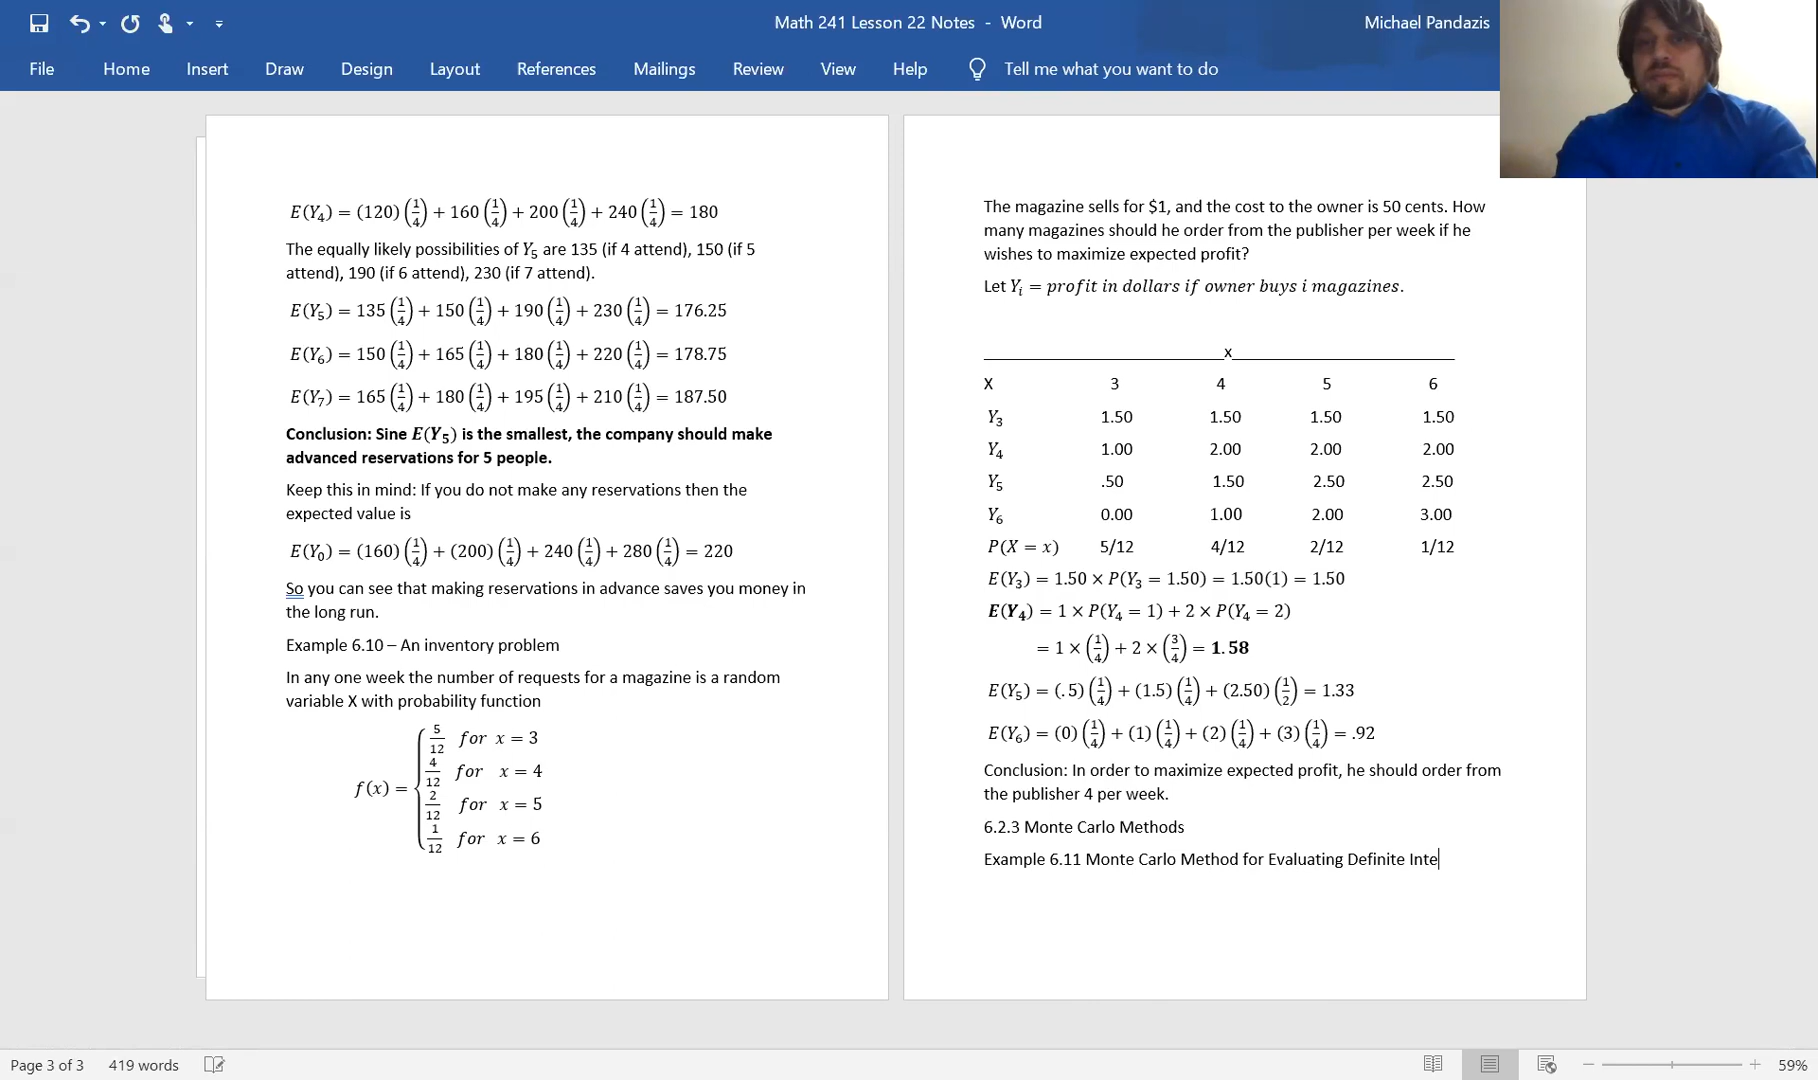 Math 241 Lesson 22 Notes - Word
Michael Pandazis
File Home Insert Draw Design Layout References Mailings Review View Help Tell me what you want to do
E(Y₄) = (120)(1/4) + 160(1/4) + 200(1/4) + 240(1/4) = 180
The equally likely possibilities of Y₅ are 135 (if 4 attend), 150 (if 5
attend), 190 (if 6 attend), 230 (if 7 attend).
E(Y₅) = 135(1/4) + 150(1/4) + 190(1/4) + 230(1/4) = 176.25
E(Y₆) = 150(1/4) + 165(1/4) + 180(1/4) + 220(1/4) = 178.75
E(Y₇) = 165(1/4) + 180(1/4) + 195(1/4) + 210(1/4) = 187.50
Conclusion: Sine E(Y₅) is the smallest, the company should make
advanced reservations for 5 people.
Keep this in mind: If you do not make any reservations then the
expected value is
E(Y₀) = (160)(1/4) + (200)(1/4) + 240(1/4) + 280(1/4) = 220
So you can see that making reservations in advance saves you money in
the long run.
Example 6.10 – An inventory problem
In any one week the number of requests for a magazine is a random
variable X with probability function
f(x) = { 5/12 for x = 3
4/12 for x = 4
2/12 for x = 5
1/12 for x = 6
The magazine sells for $1, and the cost to the owner is 50 cents. How
many magazines should he order from the publisher per week if he
wishes to maximize expected profit?
Let Yᵢ = profit in dollars if owner buys i magazines.
x
X 3 4 5 6
Y₃ 1.50 1.50 1.50 1.50
Y₄ 1.00 2.00 2.00 2.00
Y₅ .50 1.50 2.50 2.50
Y₆ 0.00 1.00 2.00 3.00
P(X = x) 5/12 4/12 2/12 1/12
E(Y₃) = 1.50 × P(Y₃ = 1.50) = 1.50(1) = 1.50
E(Y₄) = 1 × P(Y₄ = 1) + 2 × P(Y₄ = 2)
= 1 × (1/4) + 2 × (3/4) = 1.58
E(Y₅) = (.5)(1/4) + (1.5)(1/4) + (2.50)(1/2) = 1.33
E(Y₆) = (0)(1/4) + (1)(1/4) + (2)(1/4) + (3)(1/4) = .92
Conclusion: In order to maximize expected profit, he should order from
the publisher 4 per week.
6.2.3 Monte Carlo Methods
Example 6.11 Monte Carlo Method for Evaluating Definite Inte
Page 3 of 3 419 words 59%